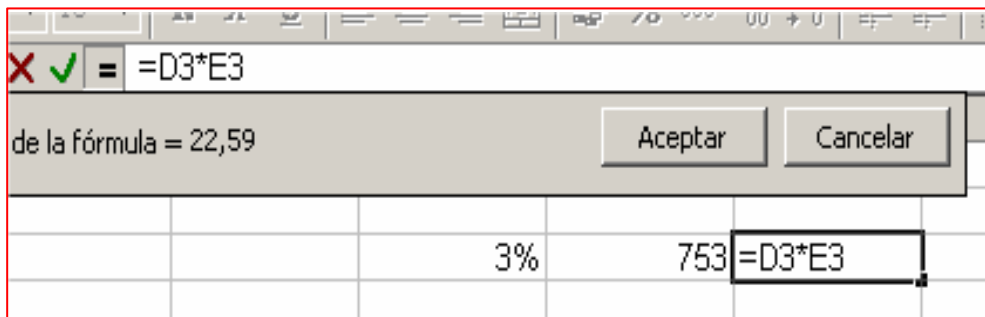 = =D3*E3
de la fórmula = 22,59 Aceptar Cancelar
3% 753 =D3*E3